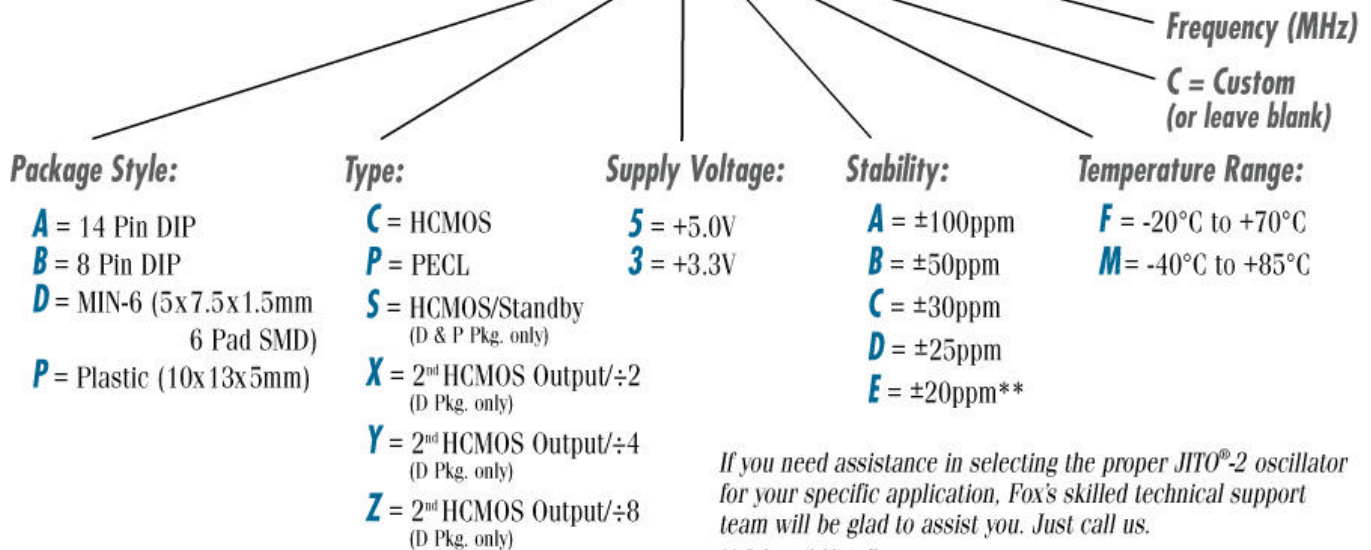 Frequency (MHz)
C = Custom
(or leave blank)
Package Style:
A = 14 Pin DIP
B = 8 Pin DIP
D = MIN-6 (5x7.5x1.5mm
6 Pad SMD)
P = Plastic (10x13x5mm)
Type:
C = HCMOS
P = PECL
S = HCMOS/Standby
(D & P Pkg. only)
X = 2nd HCMOS Output/÷2
(D Pkg. only)
Y = 2nd HCMOS Output/÷4
(D Pkg. only)
Z = 2nd HCMOS Output/÷8
(D Pkg. only)
Supply Voltage:
5 = +5.0V
3 = +3.3V
Stability:
A = ±100ppm
B = ±50ppm
C = ±30ppm
D = ±25ppm
E = ±20ppm**
Temperature Range:
F = -20°C to +70°C
M = -40°C to +85°C
If you need assistance in selecting the proper JITO®-2 oscillator
for your specific application, Fox's skilled technical support
team will be glad to assist you. Just call us.